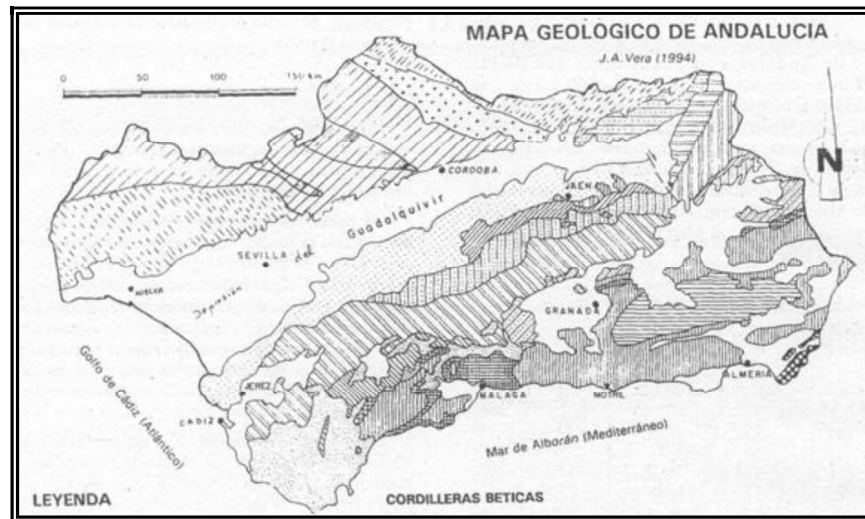 MAPA GEOLOGICO DE ANDALUCIA
J.A. Vera (1994)
0 50 100 150 km
N
CORDOBA
JAEN
Guadalquivir
SEVILLA
del
HUELVA
Depresión
GRANADA
Golfo de Cádiz (Atlántico)
JEREZ
MALAGA
MOTRIL
ALMERIA
CADIZ
Mar de Alborán (Mediterráneo)
LEYENDA
CORDILLERAS BETICAS